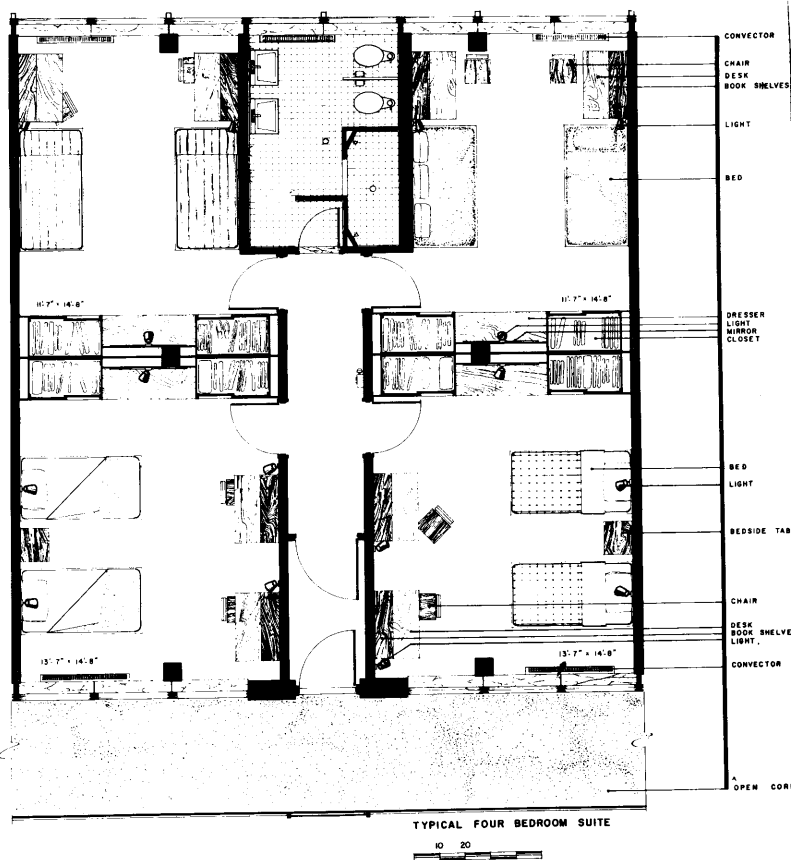 CONVECTOR
CHAIR
DESK
BOOK SHELVES
LIGHT
BED
11'-7" × 14'-8"
11'-7" × 14'-8"
DRESSER
LIGHT
MIRROR
CLOSET
BED
LIGHT
BEDSIDE TAB
CHAIR
DESK
BOOK SHELVE
LIGHT.
13'-7" × 14'-8"
13'-7" × 14'-8"
CONVECTOR
OPEN CORI
TYPICAL FOUR BEDROOM SUITE
10 20